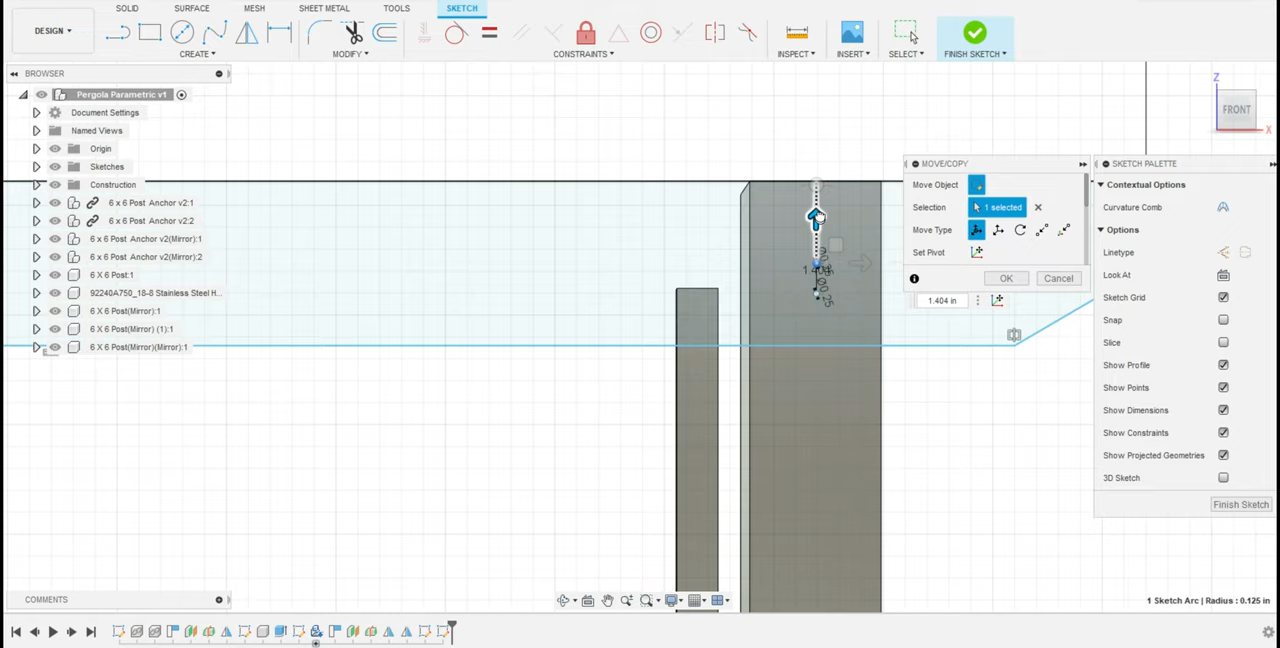 SOLID SURFACE MESH SHEET METAL TOOLS SKETCH
DESIGN
CREATE MODIFY CONSTRAINTS INSPECT INSERT SELECT FINISH SKETCH
BROWSER
Pergola Parametric v1
Document Settings
Named Views
Origin
Sketches
Construction
6 x 6 Post Anchor v2:1
6 x 6 Post Anchor v2:2
6 x 6 Post Anchor v2(Mirror):1
6 x 6 Post Anchor v2(Mirror):2
6 X 6 Post:1
92240A750_18-8 Stainless Steel H...
6 X 6 Post(Mirror):1
6 X 6 Post(Mirror) (1):1
6 X 6 Post(Mirror)(Mirror):1
Z
FRONT
X
MOVE/COPY
Move Object
Selection 1 selected
Move Type
Set Pivot
OK Cancel
1.404 in
SKETCH PALETTE
Contextual Options
Curvature Comb
Options
Linetype
Look At
Sketch Grid
Snap
Slice
Show Profile
Show Points
Show Dimensions
Show Constraints
Show Projected Geometries
3D Sketch
Finish Sketch
COMMENTS
1 Sketch Arc | Radius : 0.125 in